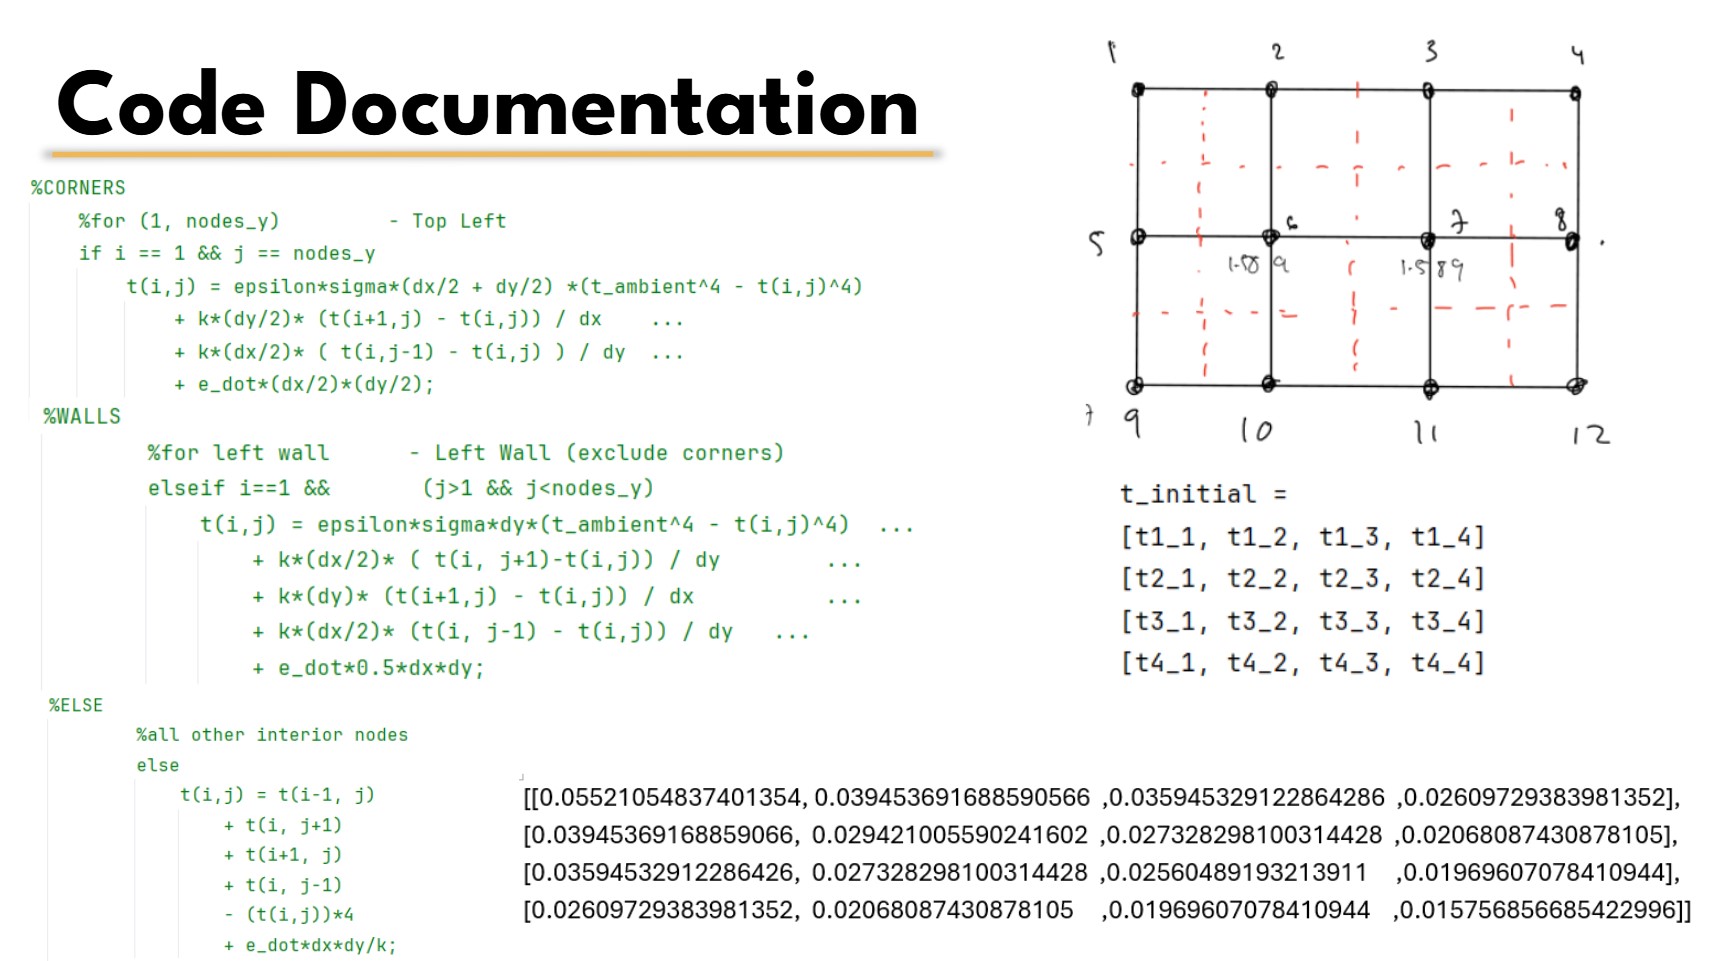 Code Documentation
%CORNERS
%for (1, nodes_y) - Top Left
if i == 1 && j == nodes_y
t(i,j) = epsilon*sigma*(dx/2 + dy/2) *(t_ambient^4 - t(i,j)^4)
+ k*(dy/2)* (t(i+1,j) - t(i,j)) / dx ...
+ k*(dx/2)* ( t(i,j-1) - t(i,j) ) / dy ...
+ e_dot*(dx/2)*(dy/2);
%WALLS
%for left wall - Left Wall (exclude corners)
elseif i==1 && (j>1 && j<nodes_y)
t(i,j) = epsilon*sigma*dy*(t_ambient^4 - t(i,j)^4) ...
+ k*(dx/2)* ( t(i, j+1)-t(i,j)) / dy ...
+ k*(dy)* (t(i+1,j) - t(i,j)) / dx ...
+ k*(dx/2)* (t(i, j-1) - t(i,j)) / dy ...
+ e_dot*0.5*dx*dy;
%ELSE
%all other interior nodes
else
t(i,j) = t(i-1, j)
+ t(i, j+1)
+ t(i+1, j)
+ t(i, j-1)
- (t(i,j))*4
+ e_dot*dx*dy/k;
1 2 3 4
5 6 7 8
1.589 1.589
7 9 10 11 12
t_initial =
[t1_1, t1_2, t1_3, t1_4]
[t2_1, t2_2, t2_3, t2_4]
[t3_1, t3_2, t3_3, t3_4]
[t4_1, t4_2, t4_3, t4_4]
[[0.05521054837401354, 0.039453691688590566 ,0.035945329122864286 ,0.02609729383981352],
[0.03945369168859066, 0.029421005590241602 ,0.027328298100314428 ,0.02068087430878105],
[0.03594532912286426, 0.027328298100314428 ,0.02560489193213911 ,0.01969607078410944],
[0.02609729383981352, 0.02068087430878105 ,0.01969607078410944 ,0.015756856685422996]]